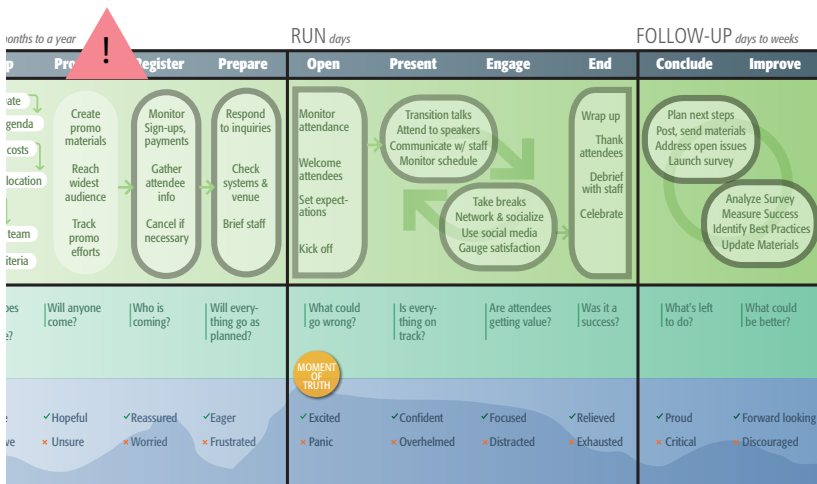 onths to a year
RUN days
FOLLOW-UP days to weeks
p
Pro
!
Register
Prepare
Open
Present
Engage
End
Conclude
Improve
ate
genda
costs
location
team
iteria
Create
promo
materials
Reach
widest
audience
Track
promo
efforts
Monitor
Sign-ups,
payments
Gather
attendee
info
Cancel if
necessary
Respond
to inquiries
Check
systems &
venue
Brief staff
Monitor
attendance
Welcome
attendees
Set expect-
ations
Kick off
Transition talks
Attend to speakers
Communicate w/ staff
Monitor schedule
Take breaks
Network & socialize
Use social media
Gauge satisfaction
Wrap up
Thank
attendees
Debrief
with staff
Celebrate
Plan next steps
Post, send materials
Address open issues
Launch survey
Analyze Survey
Measure Success
Identify Best Practices
Update Materials
oes
e?
Will anyone
come?
Who is
coming?
Will every-
thing go as
planned?
What could
go wrong?
Is every-
thing on
track?
Are attendees
getting value?
Was it a
success?
What's left
to do?
What could
be better?
MOMENT
OF
TRUTH
e
✓Hopeful
✓Reassured
✓Eager
✓Excited
✓Confident
✓Focused
✓Relieved
✓Proud
✓Forward looking
ve
×Unsure
×Worried
×Frustrated
×Panic
×Overhelmed
×Distracted
×Exhausted
×Critical
×Discouraged